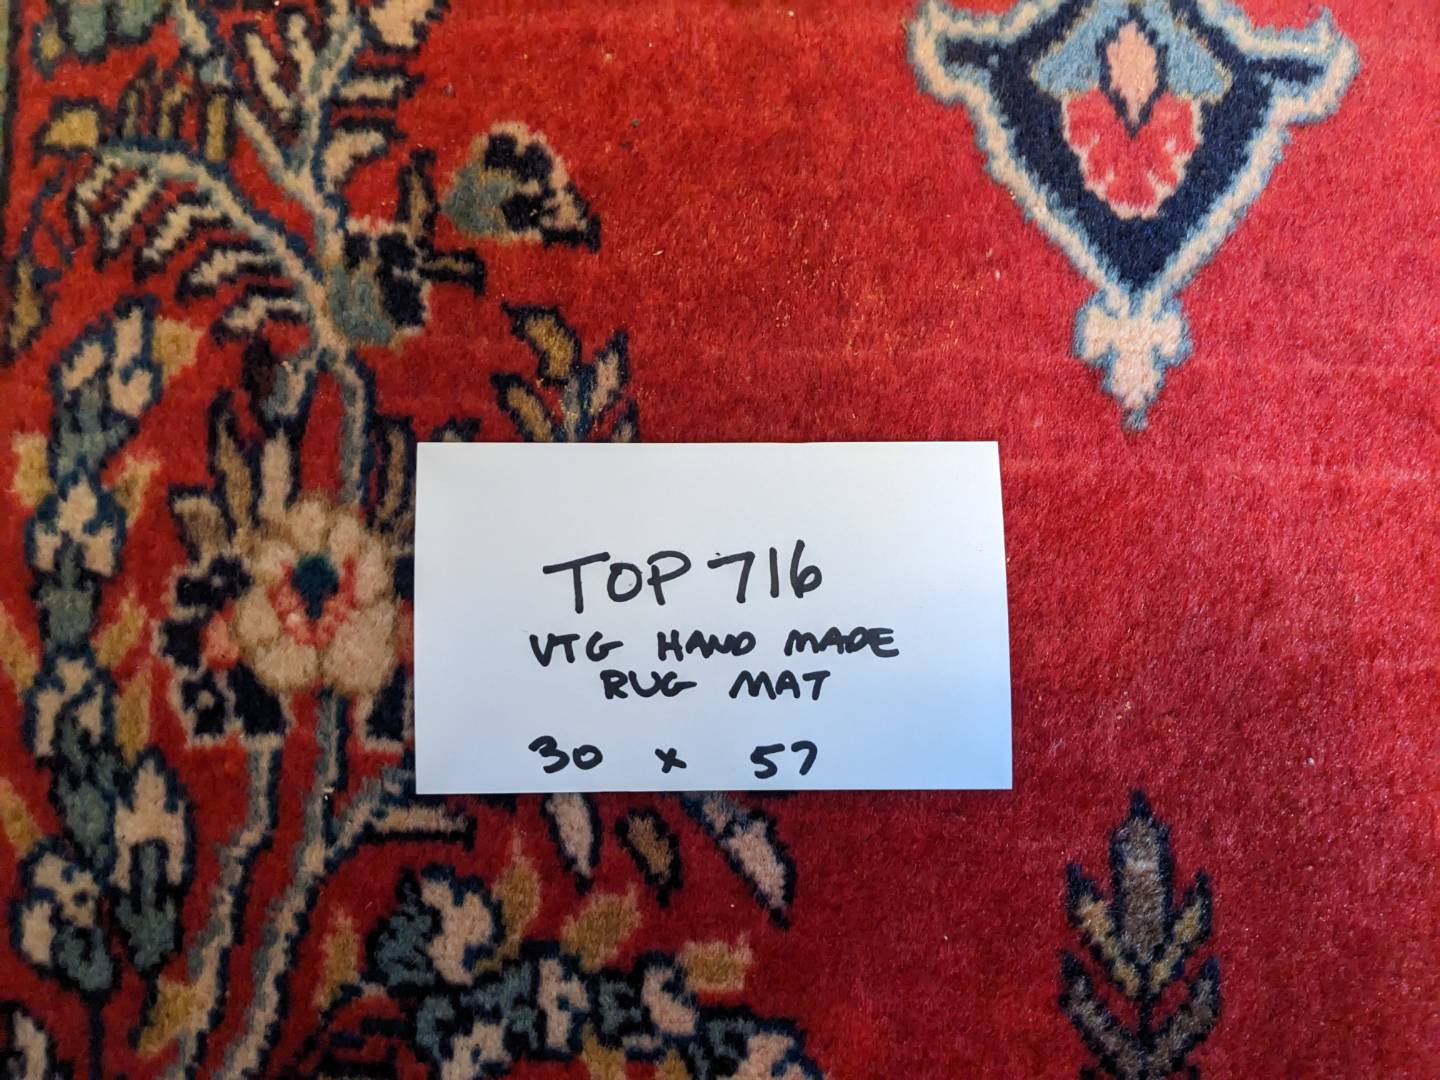 TOP 716
VTG HAND MADE
RUG MAT
30 x 57